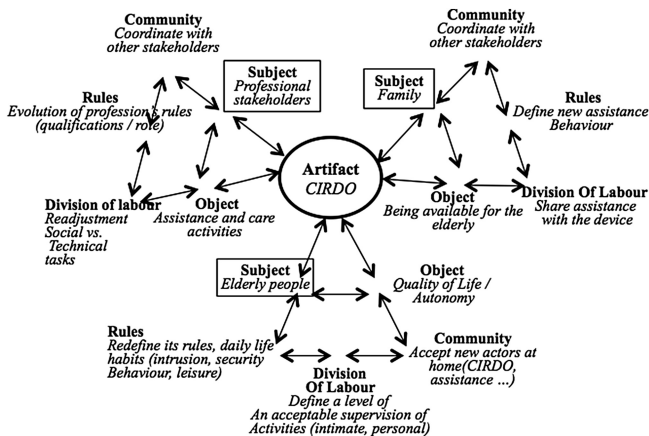 Community
Coordinate with
other stakeholders
Subject
Professional
stakeholders
Rules
Evolution of profession's rules
(qualifications / role)
Division of labour
Readjustment
Social vs.
Technical
tasks
Object
Assistance and care
activities
Artifact
CIRDO
Community
Coordinate with
other stakeholders
Subject
Family
Rules
Define new assistance
Behaviour
Object
Being available for the
elderly
Division Of Labour
Share assistance
with the device
Subject
Elderly people
Object
Quality of Life /
Autonomy
Rules
Redefine its rules, daily life
habits (intrusion, security
Behaviour, leisure)
Division
Of Labour
Define a level of
An acceptable supervision of
Activities (intimate, personal)
Community
Accept new actors at
home(CIRDO,
assistance ...)